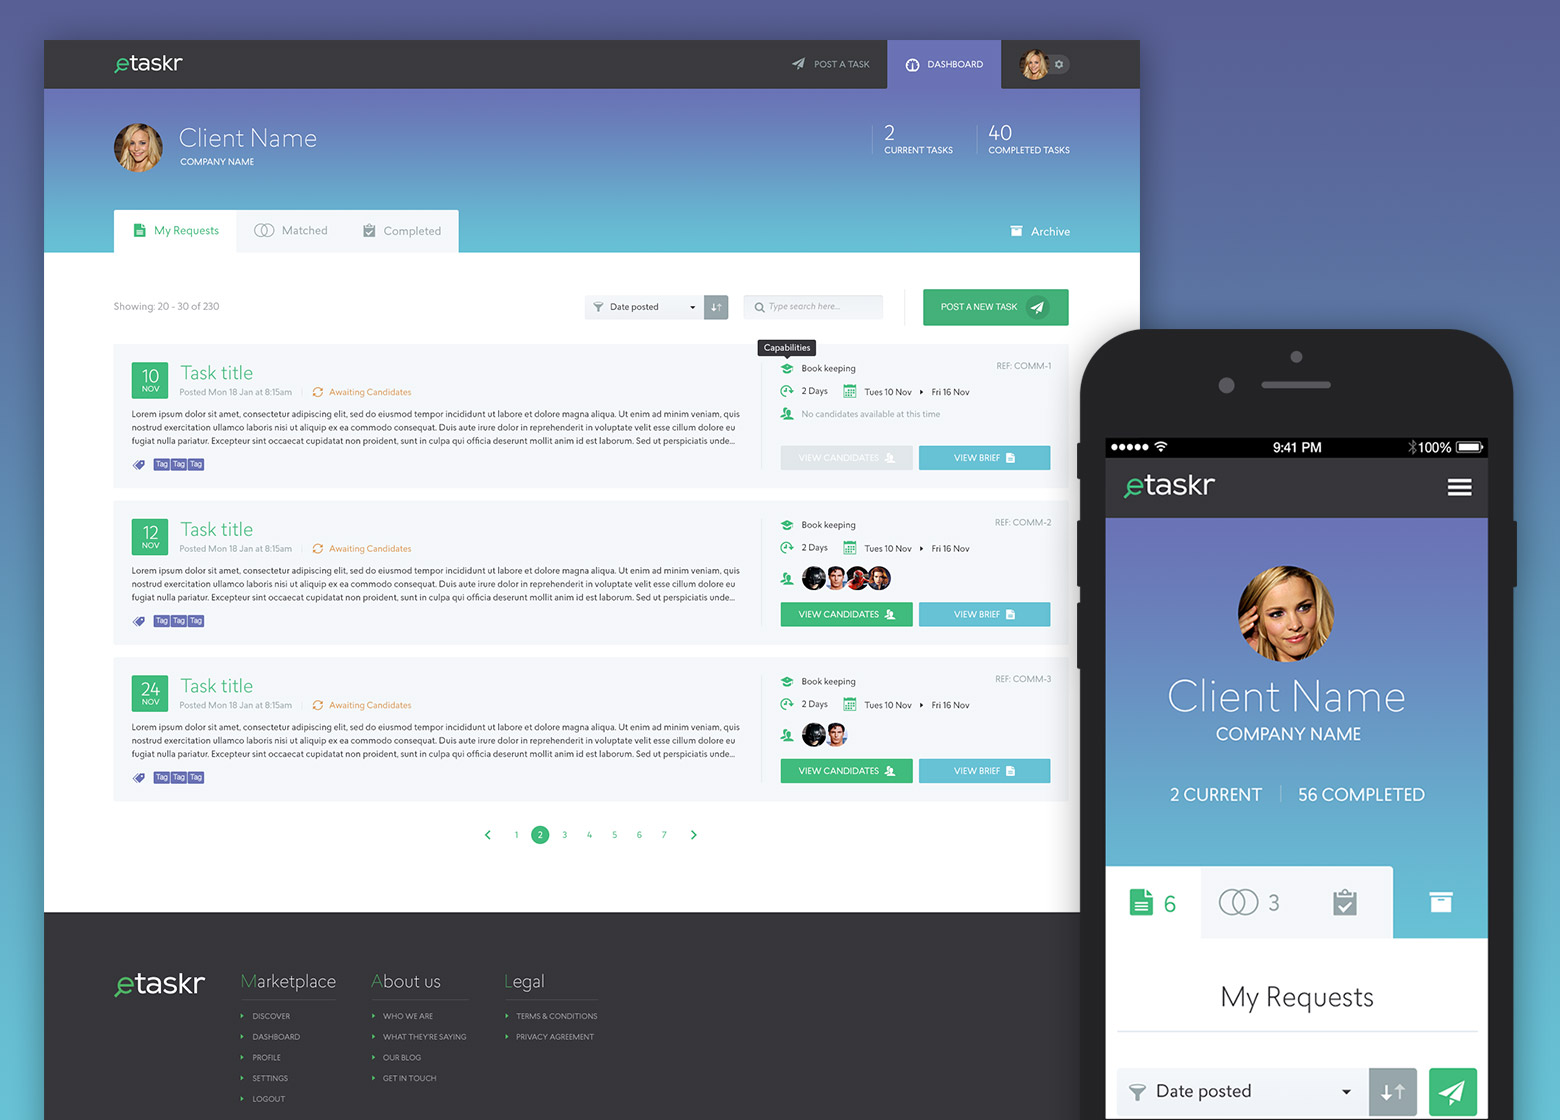 etaskr
POST A TASK
DASHBOARD
Client Name
COMPANY NAME
2
CURRENT TASKS
40
COMPLETED TASKS
My Requests
Matched
Completed
Archive
Showing: 20 - 30 of 230
Date posted
Type search here...
POST A NEW TASK
Capabilities
10
NOV
Task title
Posted Mon 18 Jan at 8:15am
Awaiting Candidates
Lorem ipsum dolor sit amet, consectetur adipiscing elit, sed do eiusmod tempor incididunt ut labore et dolore magna aliqua. Ut enim ad minim veniam, quis
nostrud exercitation ullamco laboris nisi ut aliquip ex ea commodo consequat. Duis aute irure dolor in reprehenderit in voluptate velit esse cillum dolore eu
fugiat nulla pariatur. Excepteur sint occaecat cupidatat non proident, sunt in culpa qui officia deserunt mollit anim id est laborum. Sed ut perspiciatis unde...
Tag Tag Tag
Book keeping
REF: COMM-1
2 Days
Tues 10 Nov
Fri 16 Nov
No candidates available at this time
VIEW CANDIDATES
VIEW BRIEF
12
NOV
Task title
Posted Mon 18 Jan at 8:15am
Awaiting Candidates
Lorem ipsum dolor sit amet, consectetur adipiscing elit, sed do eiusmod tempor incididunt ut labore et dolore magna aliqua. Ut enim ad minim veniam, quis
nostrud exercitation ullamco laboris nisi ut aliquip ex ea commodo consequat. Duis aute irure dolor in reprehenderit in voluptate velit esse cillum dolore eu
fugiat nulla pariatur. Excepteur sint occaecat cupidatat non proident, sunt in culpa qui officia deserunt mollit anim id est laborum. Sed ut perspiciatis unde...
Tag Tag Tag
Book keeping
REF: COMM-2
2 Days
Tues 10 Nov
Fri 16 Nov
VIEW CANDIDATES
VIEW BRIEF
24
NOV
Task title
Posted Mon 18 Jan at 8:15am
Awaiting Candidates
Lorem ipsum dolor sit amet, consectetur adipiscing elit, sed do eiusmod tempor incididunt ut labore et dolore magna aliqua. Ut enim ad minim veniam, quis
nostrud exercitation ullamco laboris nisi ut aliquip ex ea commodo consequat. Duis aute irure dolor in reprehenderit in voluptate velit esse cillum dolore eu
fugiat nulla pariatur. Excepteur sint occaecat cupidatat non proident, sunt in culpa qui officia deserunt mollit anim id est laborum. Sed ut perspiciatis unde...
Tag Tag Tag
Book keeping
REF: COMM-3
2 Days
Tues 10 Nov
Fri 16 Nov
VIEW CANDIDATES
VIEW BRIEF
1 2 3 4 5 6 7
etaskr
Marketplace
DISCOVER
DASHBOARD
PROFILE
SETTINGS
LOGOUT
About us
WHO WE ARE
WHAT THEY'RE SAYING
OUR BLOG
GET IN TOUCH
Legal
TERMS & CONDITIONS
PRIVACY AGREEMENT
9:41 PM
100%
etaskr
Client Name
COMPANY NAME
2 CURRENT
56 COMPLETED
6
3
My Requests
Date posted